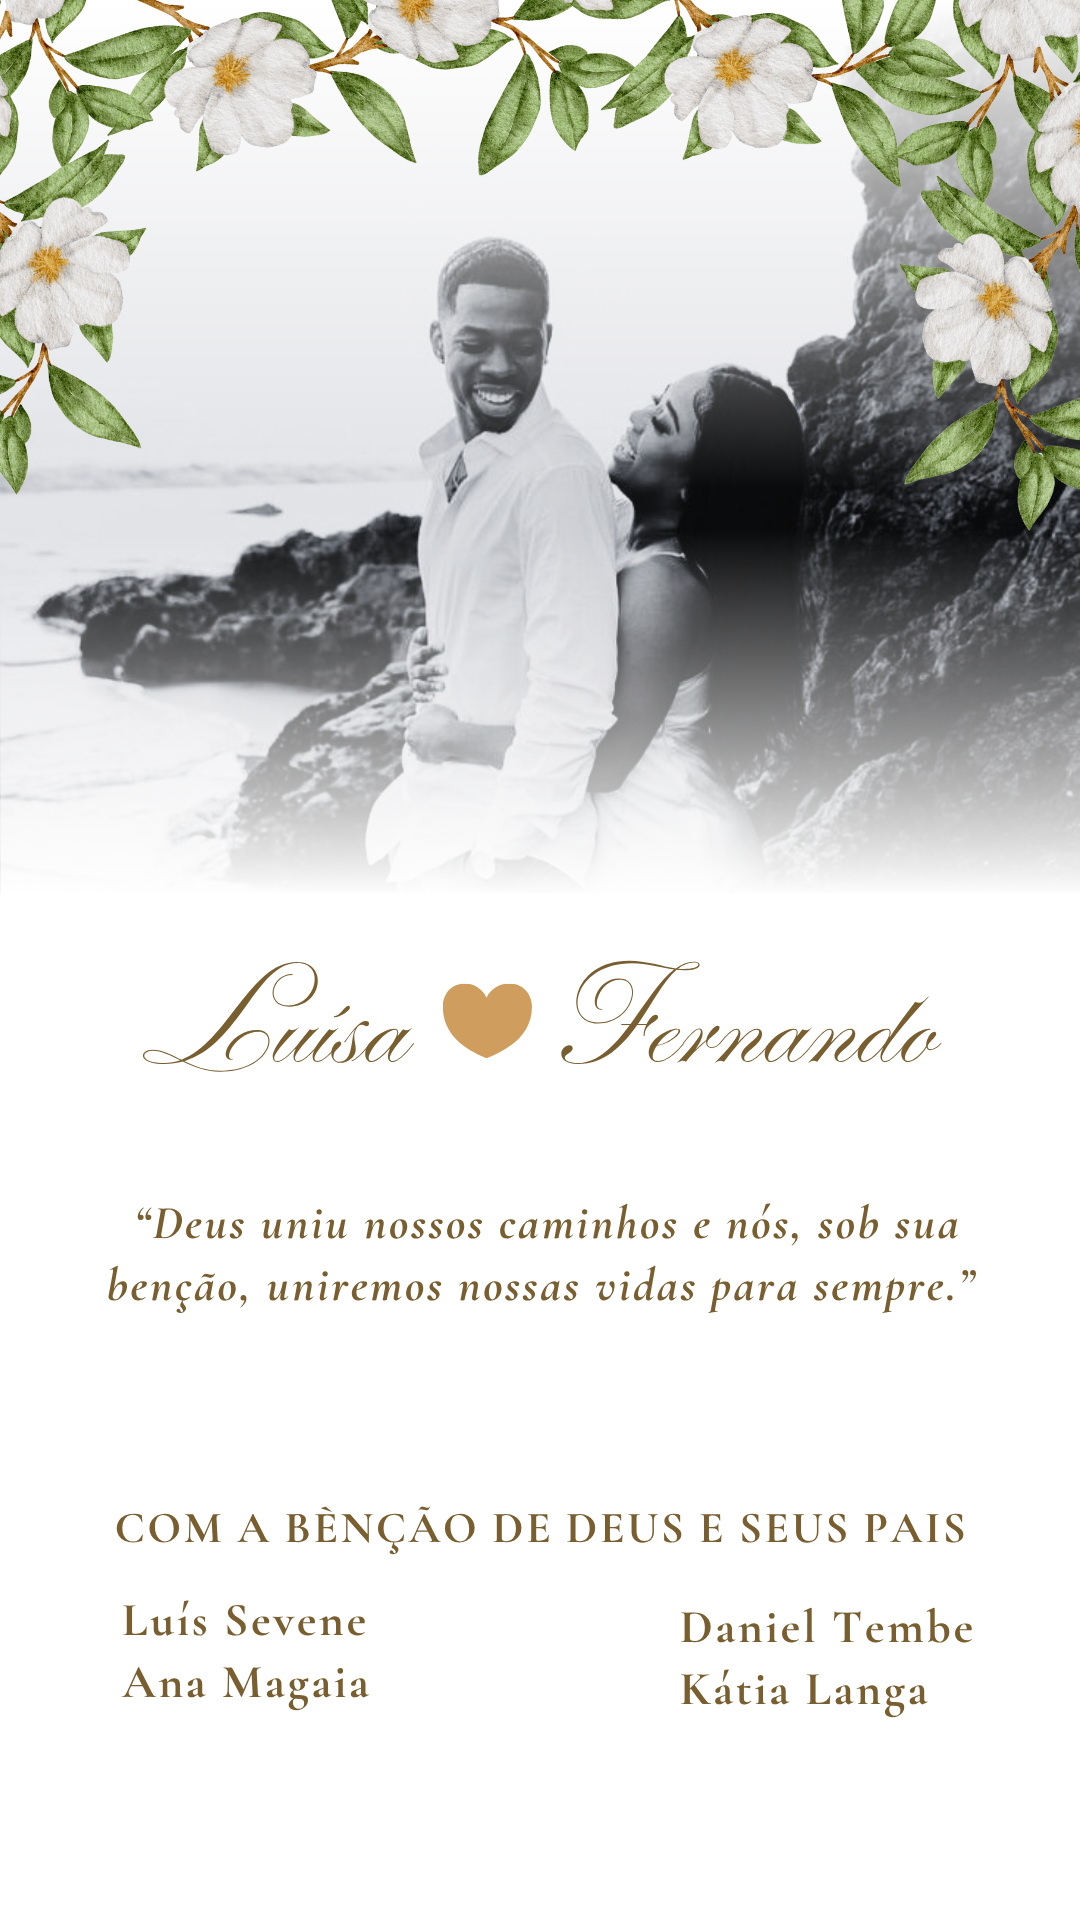 Luísa Fernando
“Deus uniu nossos caminhos e nós, sob sua
benção, uniremos nossas vidas para sempre.”
COM A BÈNÇÃO DE DEUS E SEUS PAIS
Luís Sevene
Ana Magaia
Daniel Tembe
Kátia Langa